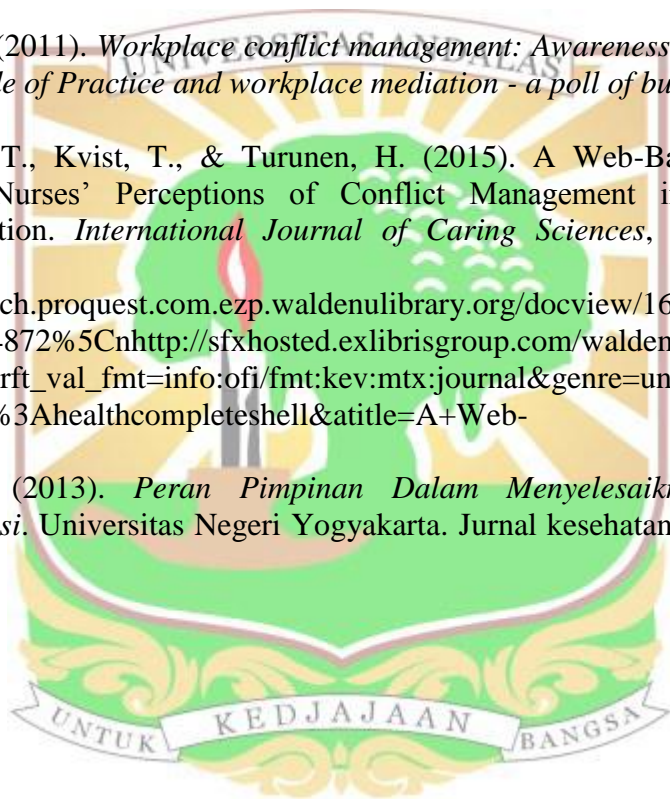 UNIVERSITAS ANDALAS
(2011). Workplace conflict management: Awareness
le of Practice and workplace mediation - a poll of bu
T., Kvist, T., & Turunen, H. (2015). A Web-Ba
Nurses’ Perceptions of Conflict Management i
tion. International Journal of Caring Sciences,
ch.proquest.com.ezp.waldenulibrary.org/docview/16
4872%5Cnhttp://sfxhosted.exlibrisgroup.com/walden
rft_val_fmt=info:ofi/fmt:kev:mtx:journal&genre=un
%3Ahealthcompleteshell&atitle=A+Web-
(2013). Peran Pimpinan Dalam Menyelesaik
si. Universitas Negeri Yogyakarta. Jurnal kesehatan
UNTUK KEDJAJAAN BANGSA